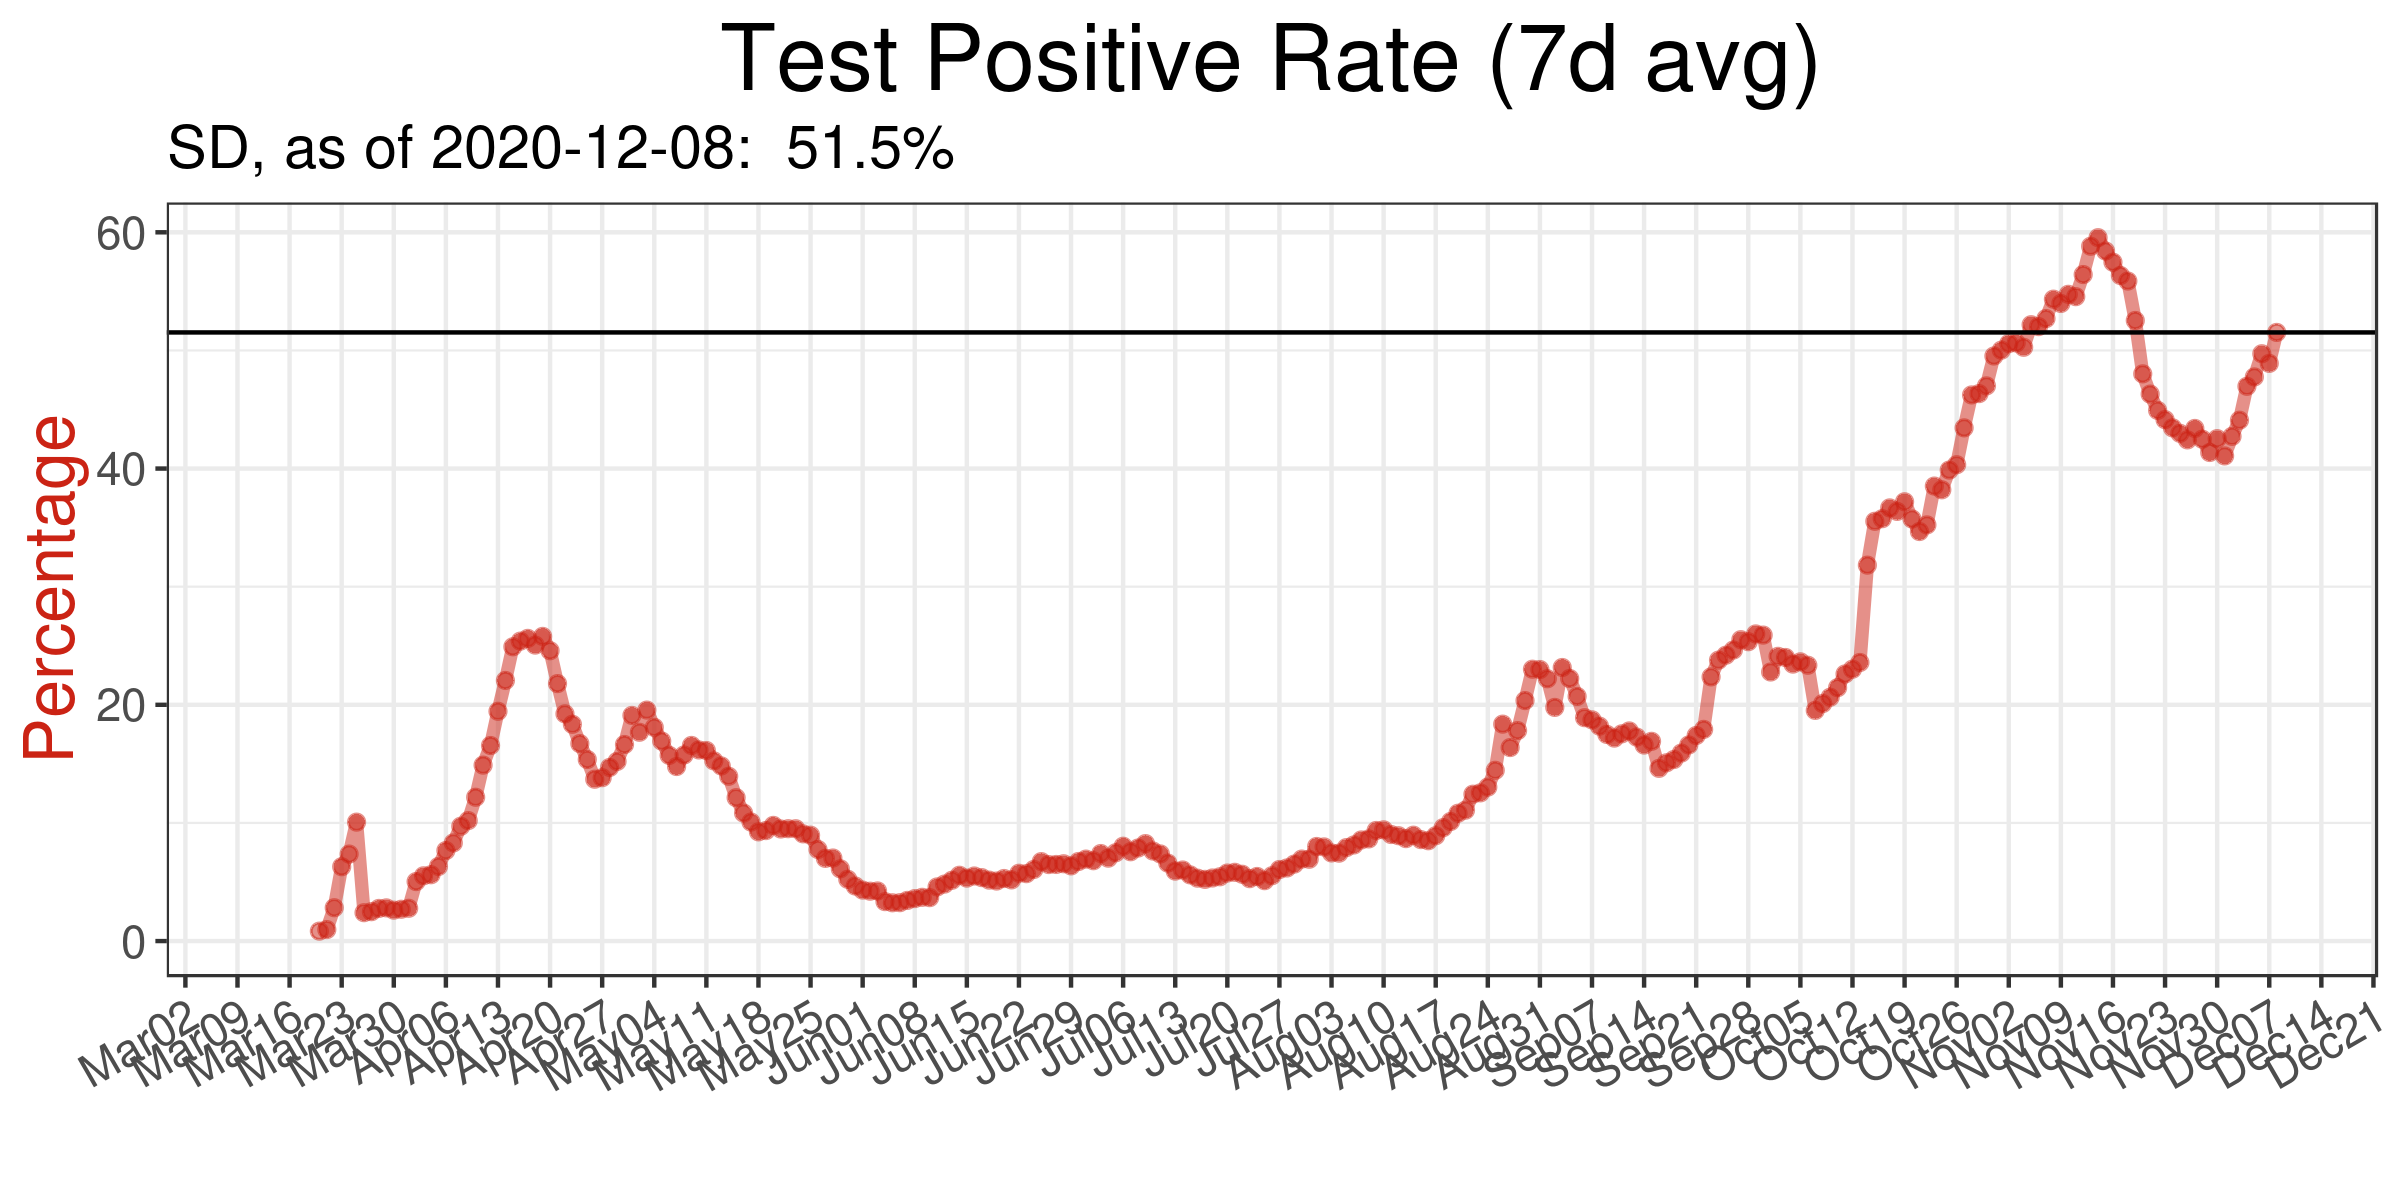 Test Positive Rate (7d avg)
SD, as of 2020-12-08:  51.5%
Percentage
60
40
20
0
Mar02
Mar09
Mar16
Mar23
Mar30
Apr06
Apr13
Apr20
Apr27
May04
May11
May18
May25
Jun01
Jun08
Jun15
Jun22
Jun29
Jul06
Jul13
Jul20
Jul27
Aug03
Aug10
Aug17
Aug24
Aug31
Sep07
Sep14
Sep21
Sep28
Oct05
Oct12
Oct19
Oct26
Nov02
Nov09
Nov16
Nov23
Nov30
Dec07
Dec14
Dec21